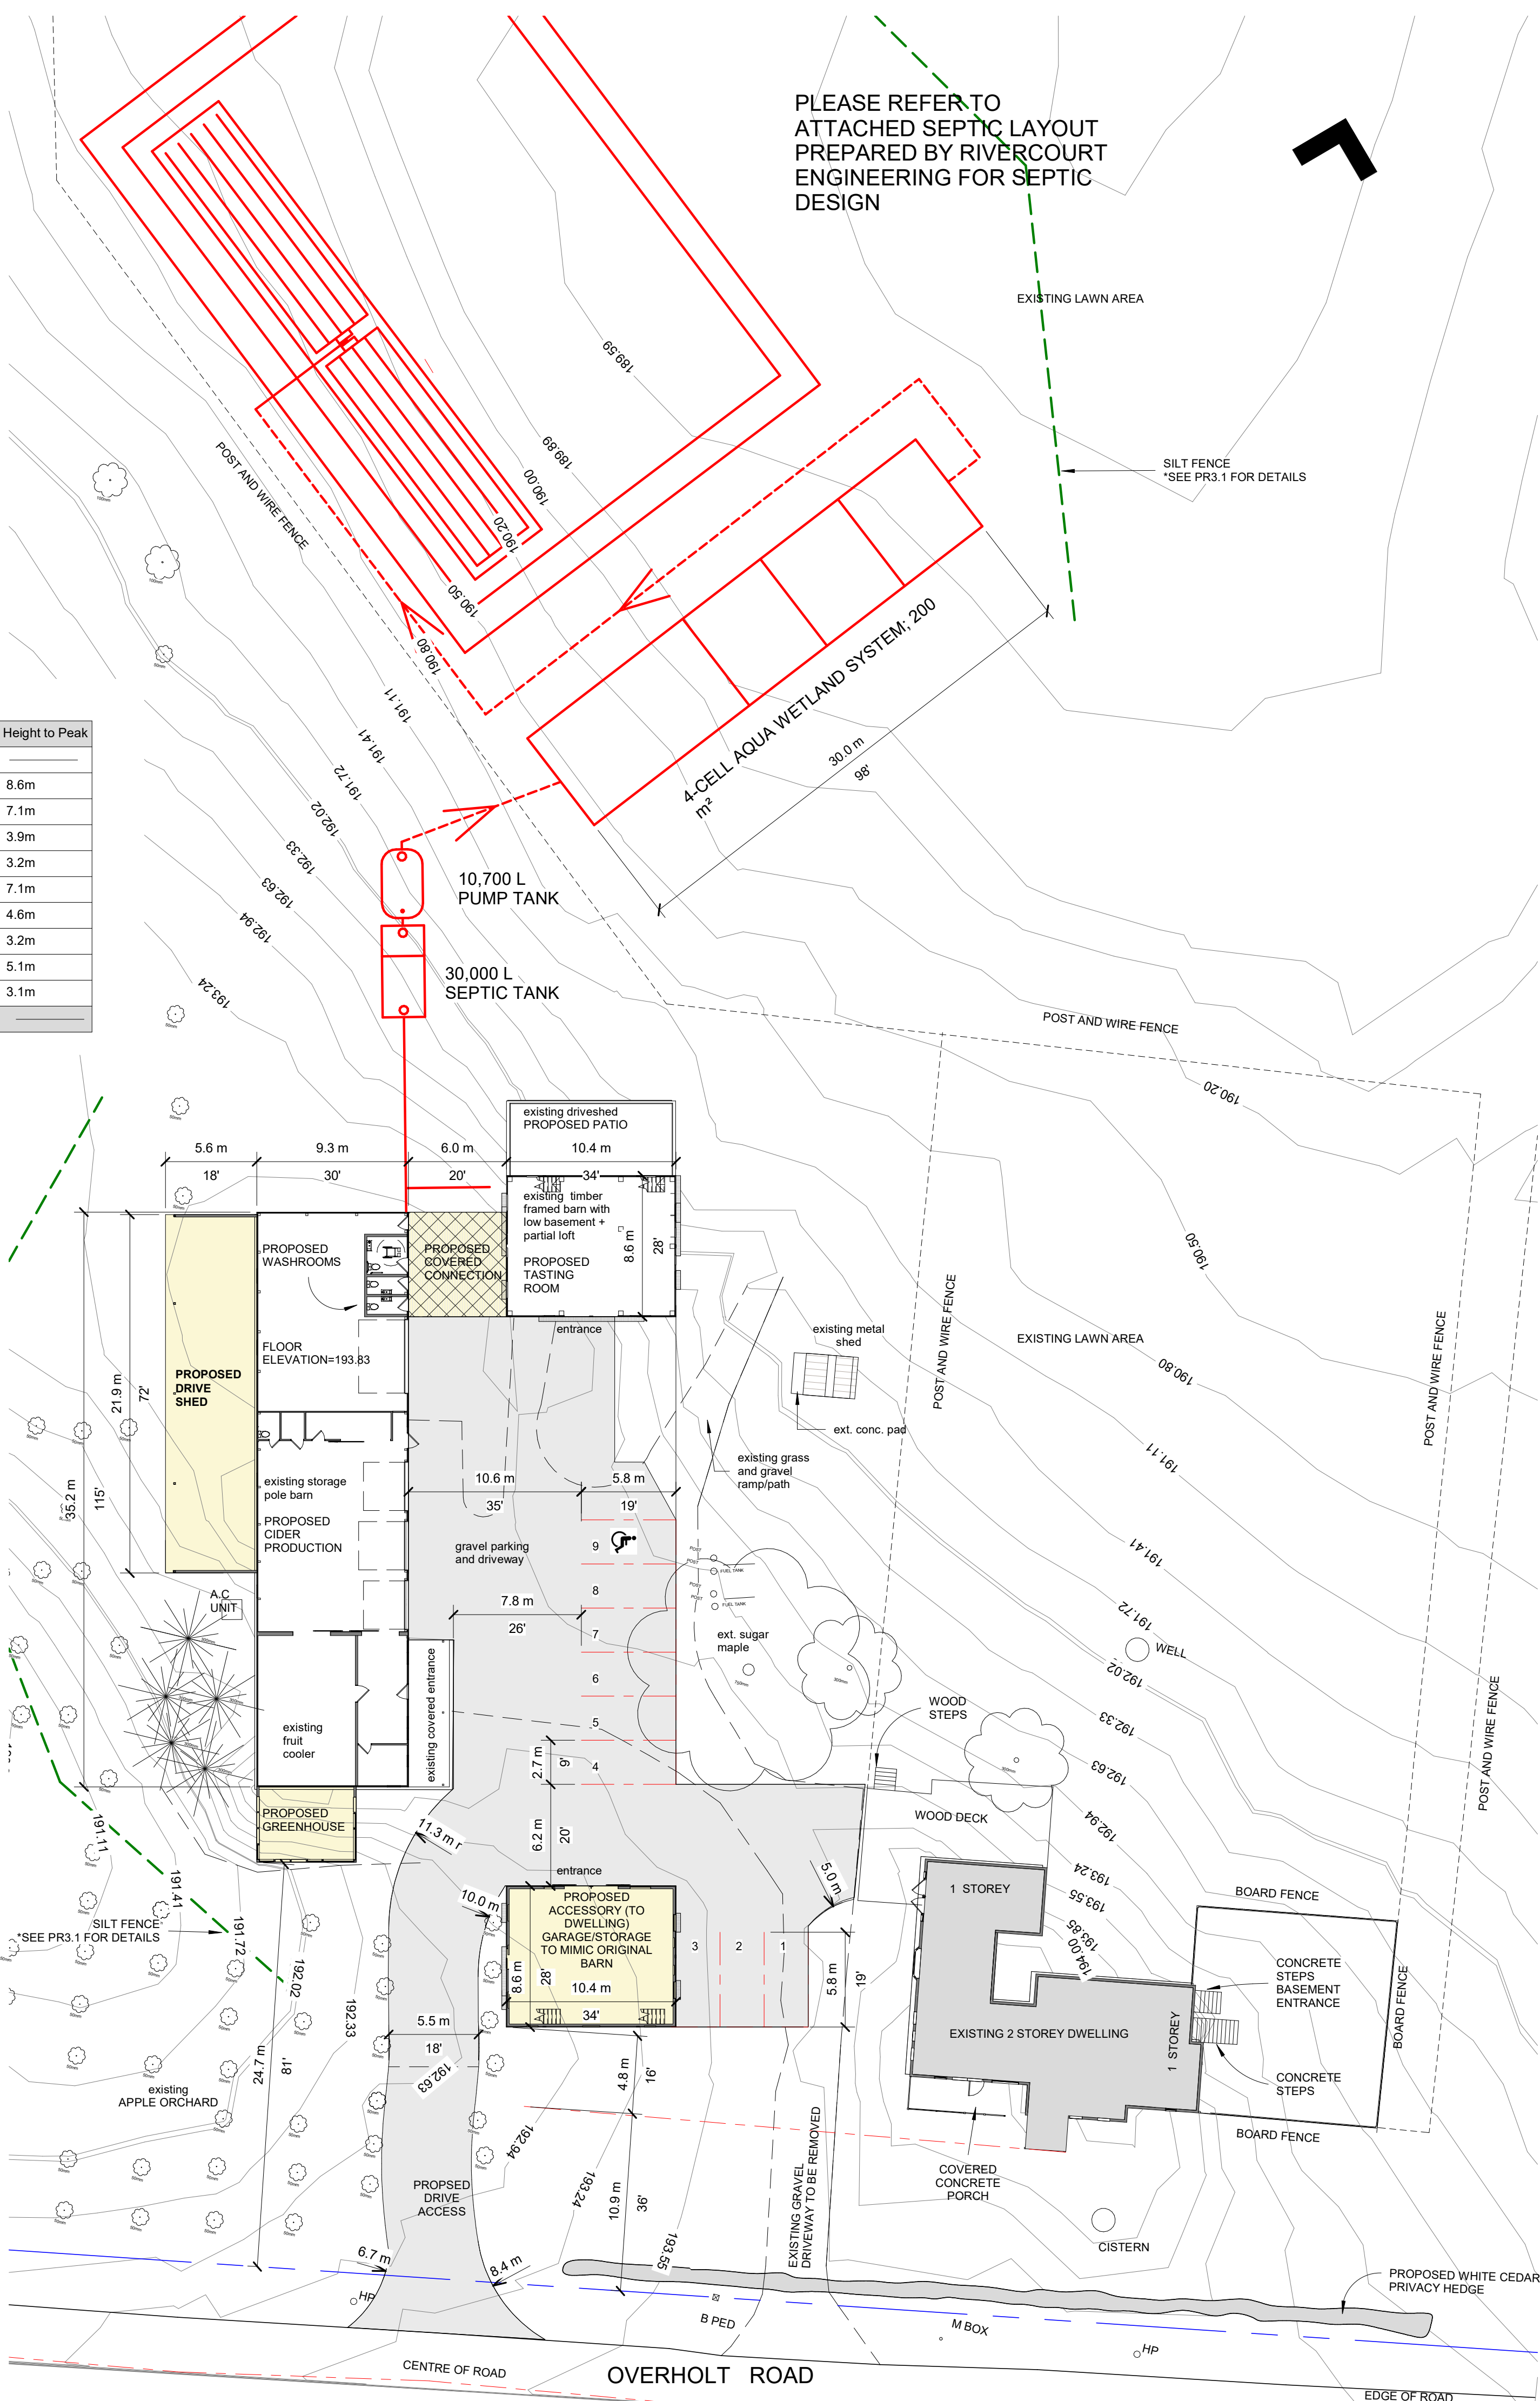 PLEASE REFER TO
ATTACHED SEPTIC LAYOUT
PREPARED BY RIVERCOURT
ENGINEERING FOR SEPTIC
DESIGN
EXISTING LAWN AREA
189.59
189.89
190.00
190.20
190.50
190.80
191.11
191.41
191.72
192.02
192.33
192.63
192.94
193.24
POST AND WIRE FENCE
SILT FENCE
*SEE PR3.1 FOR DETAILS
4-CELL AQUA WETLAND SYSTEM; 200
m²
30.0 m
98'
Height to Peak
8.6m
7.1m
3.9m
3.2m
7.1m
4.6m
3.2m
5.1m
3.1m
10,700 L
PUMP TANK
30,000 L
SEPTIC TANK
POST AND WIRE FENCE
190.20
existing driveshed
PROPOSED PATIO
5.6 m
9.3 m
6.0 m
10.4 m
18'
30'
20'
34'
existing timber
framed barn with
low basement +
partial loft
PROPOSED
TASTING
ROOM
8.6 m
28'
PROPOSED
WASHROOMS
PROPOSED
COVERED
CONNECTION
entrance
FLOOR
ELEVATION=193.83
PROPOSED
DRIVE
SHED
21.9 m
72'
35.2 m
115'
existing metal
shed
ext. conc. pad
existing grass
and gravel
ramp/path
POST AND WIRE FENCE
EXISTING LAWN AREA
190.50
190.80
191.11
191.41
191.72
192.02
192.33
192.63
192.94
193.24
193.55
193.85
194.00
POST AND WIRE FENCE
POST AND WIRE FENCE
existing storage
pole barn
PROPOSED
CIDER
PRODUCTION
10.6 m
5.8 m
35'
19'
gravel parking
and driveway
9
8
7
6
5
4
7.8 m
26'
POST
POST
FUEL TANK
POST
POST
FUEL TANK
ext. sugar
maple
WELL
A.C
UNIT
existing
fruit
cooler
existing covered entrance
WOOD
STEPS
WOOD DECK
2.7 m
9'
6.2 m
20'
PROPOSED
GREENHOUSE
11.3 m r
10.0 m
5.0 m
entrance
PROPOSED
ACCESSORY (TO
DWELLING)
GARAGE/STORAGE
TO MIMIC ORIGINAL
BARN
8.6 m
28'
10.4 m
34'
3
2
1
5.8 m
19'
1 STOREY
EXISTING 2 STOREY DWELLING
1 STOREY
BOARD FENCE
BOARD FENCE
BOARD FENCE
CONCRETE
STEPS
BASEMENT
ENTRANCE
CONCRETE
STEPS
COVERED
CONCRETE
PORCH
CISTERN
191.11
191.41
191.72
192.02
192.33
192.63
192.94
193.24
193.55
SILT FENCE
*SEE PR3.1 FOR DETAILS
24.7 m
81'
5.5 m
18'
4.8 m
16'
10.9 m
36'
existing
APPLE ORCHARD
PROPSED
DRIVE
ACCESS
EXISTING GRAVEL
DRIVEWAY TO BE REMOVED
6.7 m
8.4 m
HP
B PED
M BOX
HP
PROPOSED WHITE CEDAR
PRIVACY HEDGE
CENTRE OF ROAD
OVERHOLT ROAD
EDGE OF ROAD